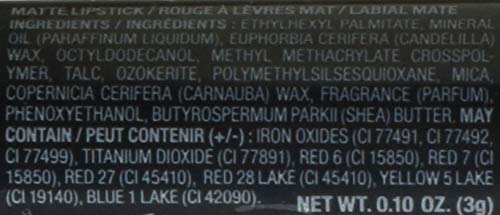 MATTE LIPSTICK / ROUGE À LÈVRES MAT / LABIAL MATE
INGREDIENTS / INGRÉDIENTS: ETHYLHEXYL PALMITATE, MINERAL
OIL (PARAFFINUM LIQUIDUM), EUPHORBIA CERIFERA (CANDELILLA)
WAX, OCTYLDODECANOL, METHYL METHACRYLATE CROSSPOL-
YMER, TALC, OZOKERITE, POLYMETHYLSILSESQUIOXANE, MICA,
COPERNICIA CERIFERA (CARNAUBA) WAX, FRAGRANCE (PARFUM),
PHENOXYETHANOL, BUTYROSPERMUM PARKII (SHEA) BUTTER. MAY
CONTAIN / PEUT CONTENIR (+/-) : IRON OXIDES (CI 77491, CI 77492,
CI 77499), TITANIUM DIOXIDE (CI 77891), RED 6 (CI 15850), RED 7 (CI
15850), RED 27 (CI 45410), RED 28 LAKE (CI 45410), YELLOW 5 LAKE
(CI 19140), BLUE 1 LAKE (CI 42090).
NET WT. 0.10 OZ. (3g)